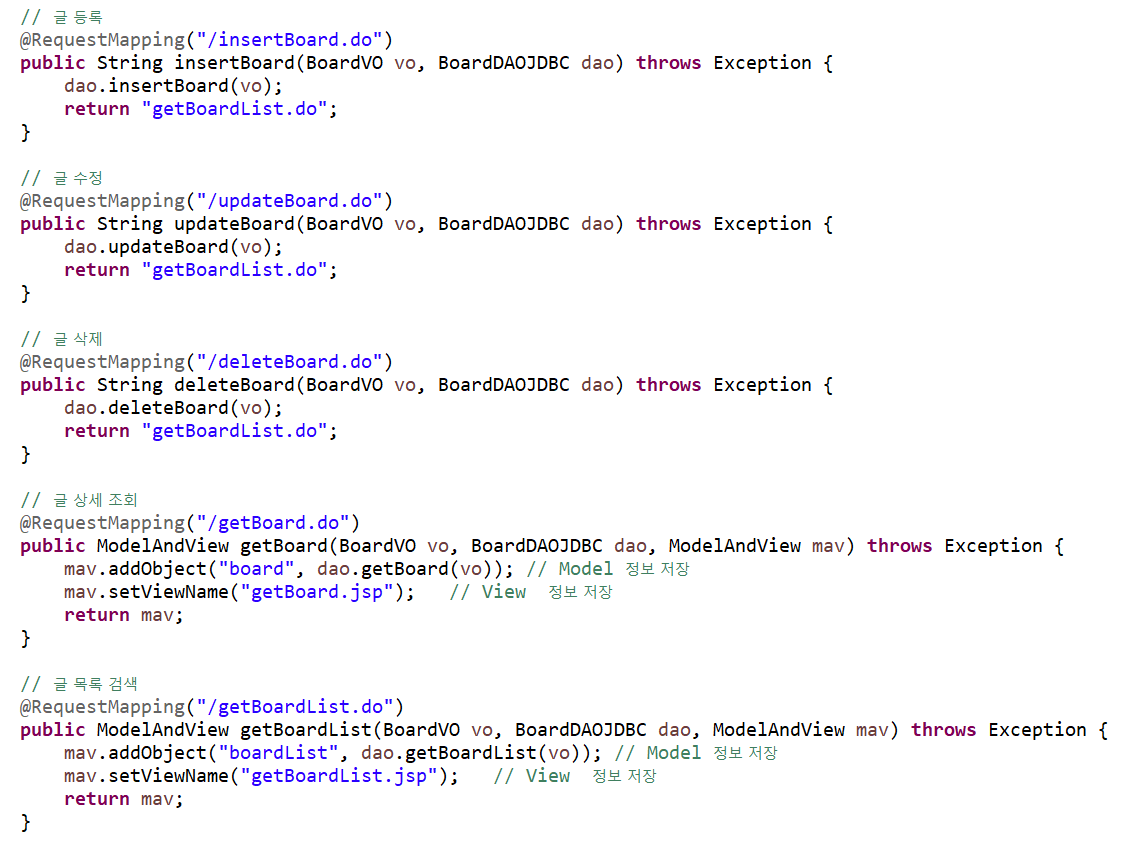 // 글 등록
@RequestMapping("/insertBoard.do")
public String insertBoard(BoardVO vo, BoardDAOJDBC dao) throws Exception {
    dao.insertBoard(vo);
    return "getBoardList.do";
}

// 글 수정
@RequestMapping("/updateBoard.do")
public String updateBoard(BoardVO vo, BoardDAOJDBC dao) throws Exception {
    dao.updateBoard(vo);
    return "getBoardList.do";
}

// 글 삭제
@RequestMapping("/deleteBoard.do")
public String deleteBoard(BoardVO vo, BoardDAOJDBC dao) throws Exception {
    dao.deleteBoard(vo);
    return "getBoardList.do";
}

// 글 상세 조회
@RequestMapping("/getBoard.do")
public ModelAndView getBoard(BoardVO vo, BoardDAOJDBC dao, ModelAndView mav) throws Exception {
    mav.addObject("board", dao.getBoard(vo)); // Model 정보 저장
    mav.setViewName("getBoard.jsp");   // View  정보 저장
    return mav;
}

// 글 목록 검색
@RequestMapping("/getBoardList.do")
public ModelAndView getBoardList(BoardVO vo, BoardDAOJDBC dao, ModelAndView mav) throws Exception {
    mav.addObject("boardList", dao.getBoardList(vo)); // Model 정보 저장
    mav.setViewName("getBoardList.jsp");   // View  정보 저장
    return mav;
}